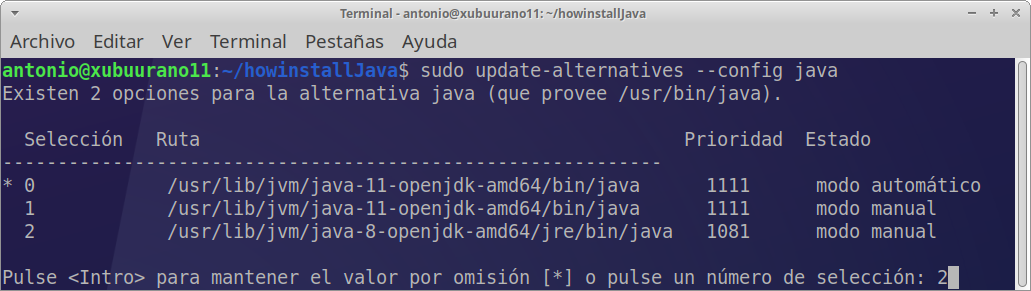 Terminal - antonio@xubuurano11: ~/howinstallJava
Archivo Editar Ver Terminal Pestañas Ayuda
antonio@xubuurano11:~/howinstallJava$ sudo update-alternatives --config java
Existen 2 opciones para la alternativa java (que provee /usr/bin/java).
Selección Ruta Prioridad Estado
------------------------------------------------------------
* 0 /usr/lib/jvm/java-11-openjdk-amd64/bin/java 1111 modo automático
1 /usr/lib/jvm/java-11-openjdk-amd64/bin/java 1111 modo manual
2 /usr/lib/jvm/java-8-openjdk-amd64/jre/bin/java 1081 modo manual
Pulse <Intro> para mantener el valor por omisión [*] o pulse un número de selección: 2